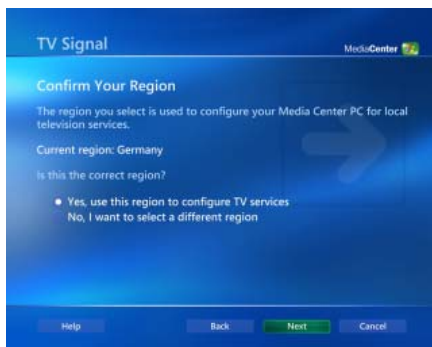 TV Signal
MediaCenter
Confirm Your Region
The region you select is used to configure your Media Center PC for local
television services.
Current region: Germany
Is this the correct region?
Yes, use this region to configure TV services
No, I want to select a different region
Help Back Next Cancel